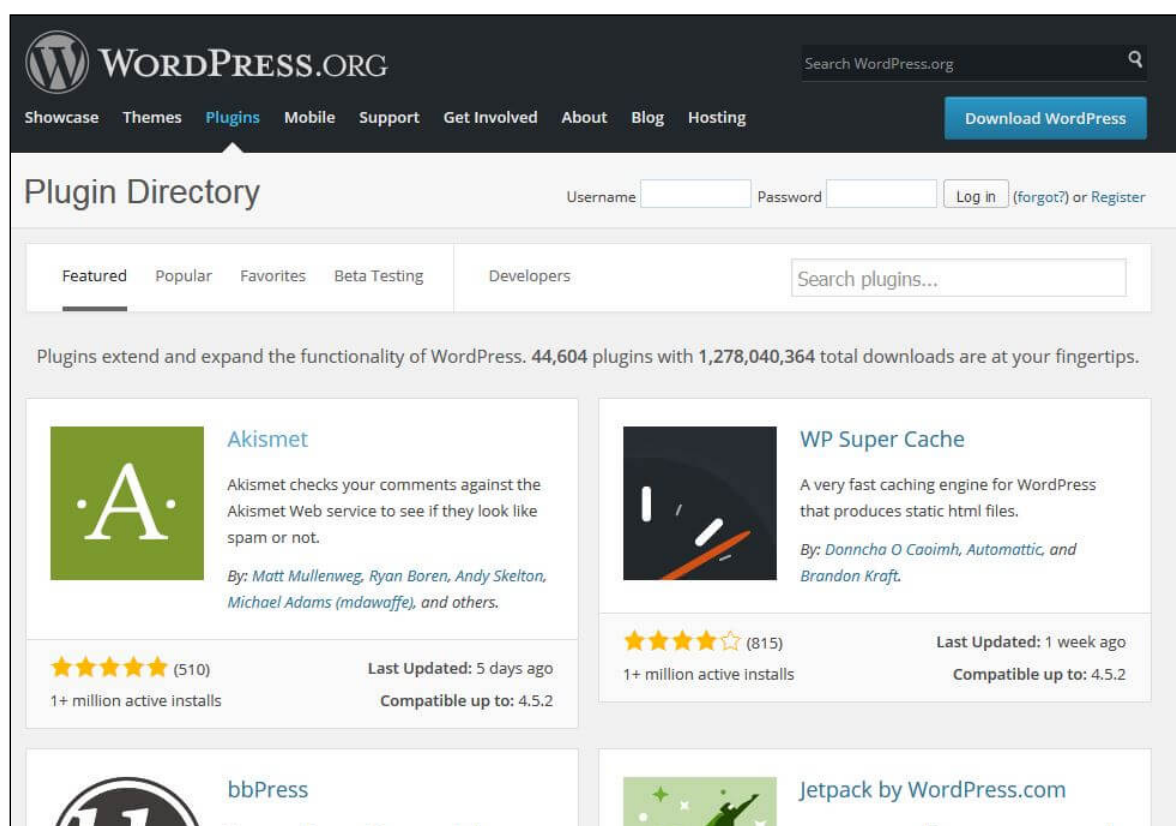 WORDPRESS.ORG
Search WordPress.org
Showcase Themes Plugins Mobile Support Get Involved About Blog Hosting
Download WordPress
Plugin Directory
Username Password Log in (forgot?) or Register
Featured Popular Favorites Beta Testing Developers
Search plugins...
Plugins extend and expand the functionality of WordPress. 44,604 plugins with 1,278,040,364 total downloads are at your fingertips.
·A·
Akismet
Akismet checks your comments against the
Akismet Web service to see if they look like
spam or not.
By: Matt Mullenweg, Ryan Boren, Andy Skelton,
Michael Adams (mdawaffe), and others.
(510)
Last Updated: 5 days ago
1+ million active installs
Compatible up to: 4.5.2
WP Super Cache
A very fast caching engine for WordPress
that produces static html files.
By: Donncha O Caoimh, Automattic, and
Brandon Kraft.
(815)
Last Updated: 1 week ago
1+ million active installs
Compatible up to: 4.5.2
bbPress
Jetpack by WordPress.com